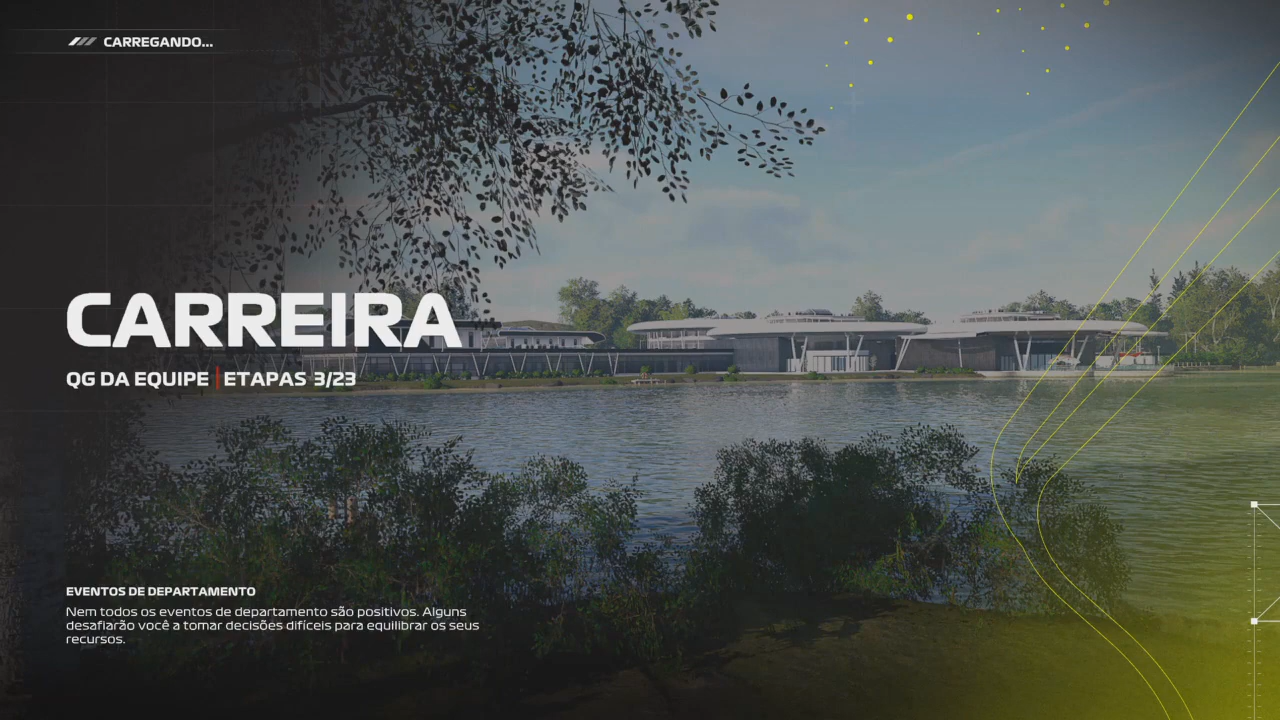 CARREGANDO...
CARREIRA
QG DA EQUIPE | ETAPAS 3/23
EVENTOS DE DEPARTAMENTO
Nem todos os eventos de departamento são positivos. Alguns
desafiarão você a tomar decisões difíceis para equilibrar os seus
recursos.